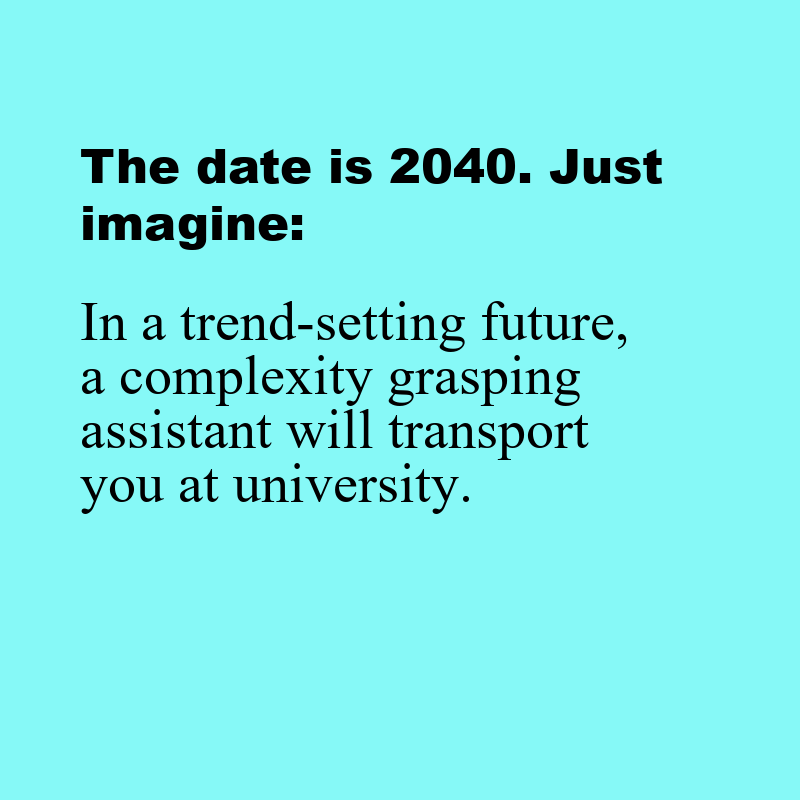 The date is 2040. Just
imagine:
In a trend-setting future,
a complexity grasping
assistant will transport
you at university.